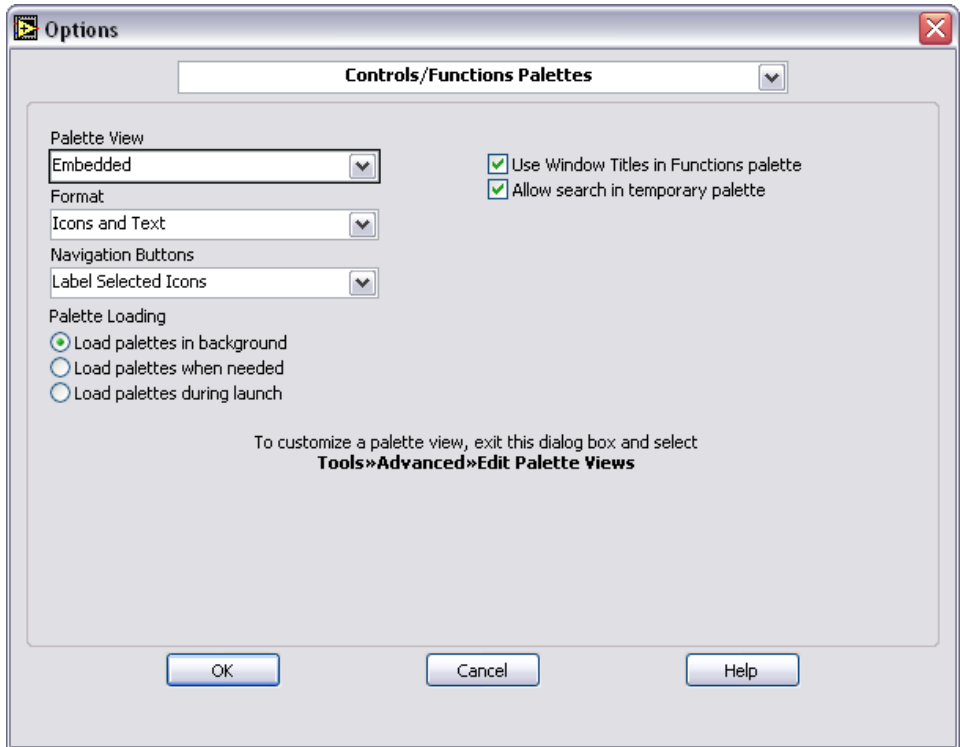 Options
Controls/Functions Palettes
Palette View
Embedded
Format
Icons and Text
Navigation Buttons
Label Selected Icons
Palette Loading
Load palettes in background
Load palettes when needed
Load palettes during launch
Use Window Titles in Functions palette
Allow search in temporary palette
To customize a palette view, exit this dialog box and select
Tools»Advanced»Edit Palette Views
OK
Cancel
Help